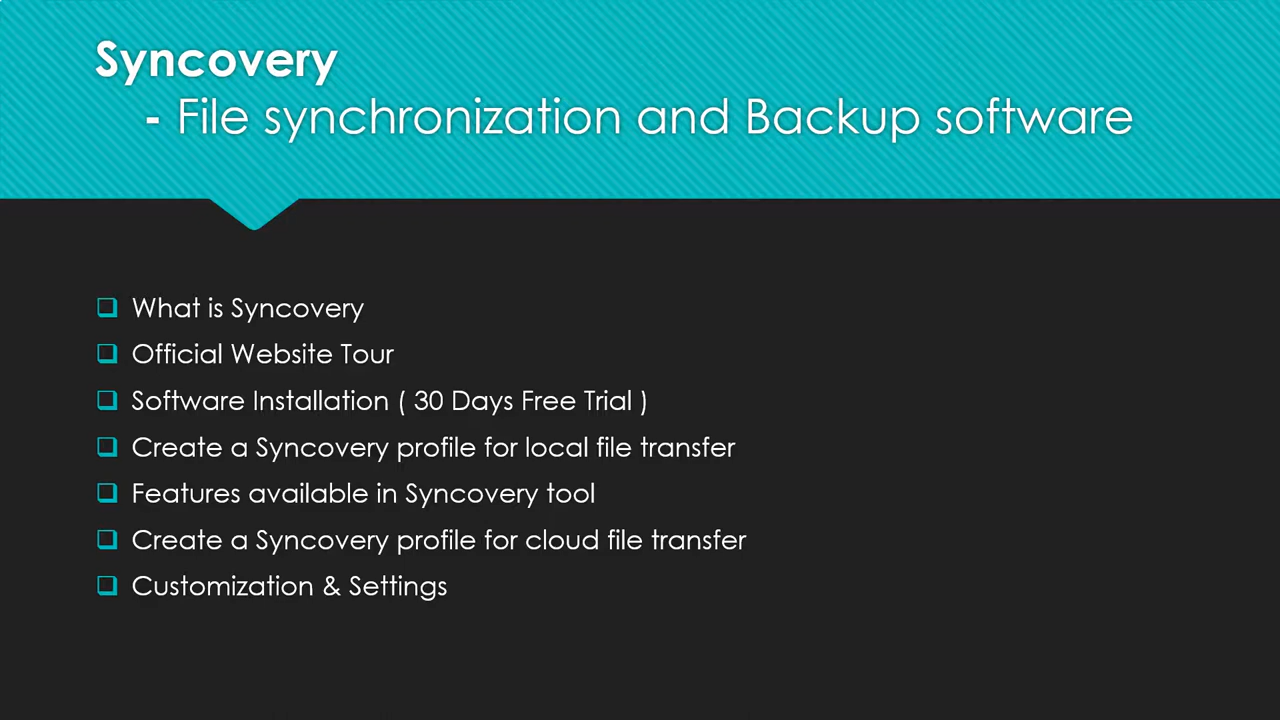 Syncovery
- File synchronization and Backup software
What is Syncovery
Official Website Tour
Software Installation ( 30 Days Free Trial )
Create a Syncovery profile for local file transfer
Features available in Syncovery tool
Create a Syncovery profile for cloud file transfer
Customization & Settings